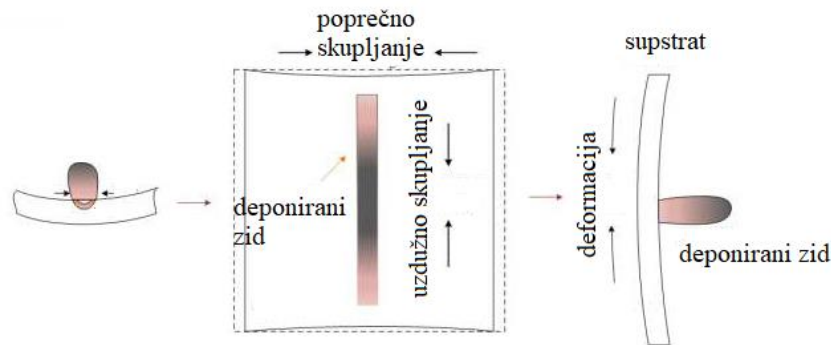 poprečno
skupljanje
supstrat
deponirani
zid
uzdužno skupljanje
deformacija
deponirani zid